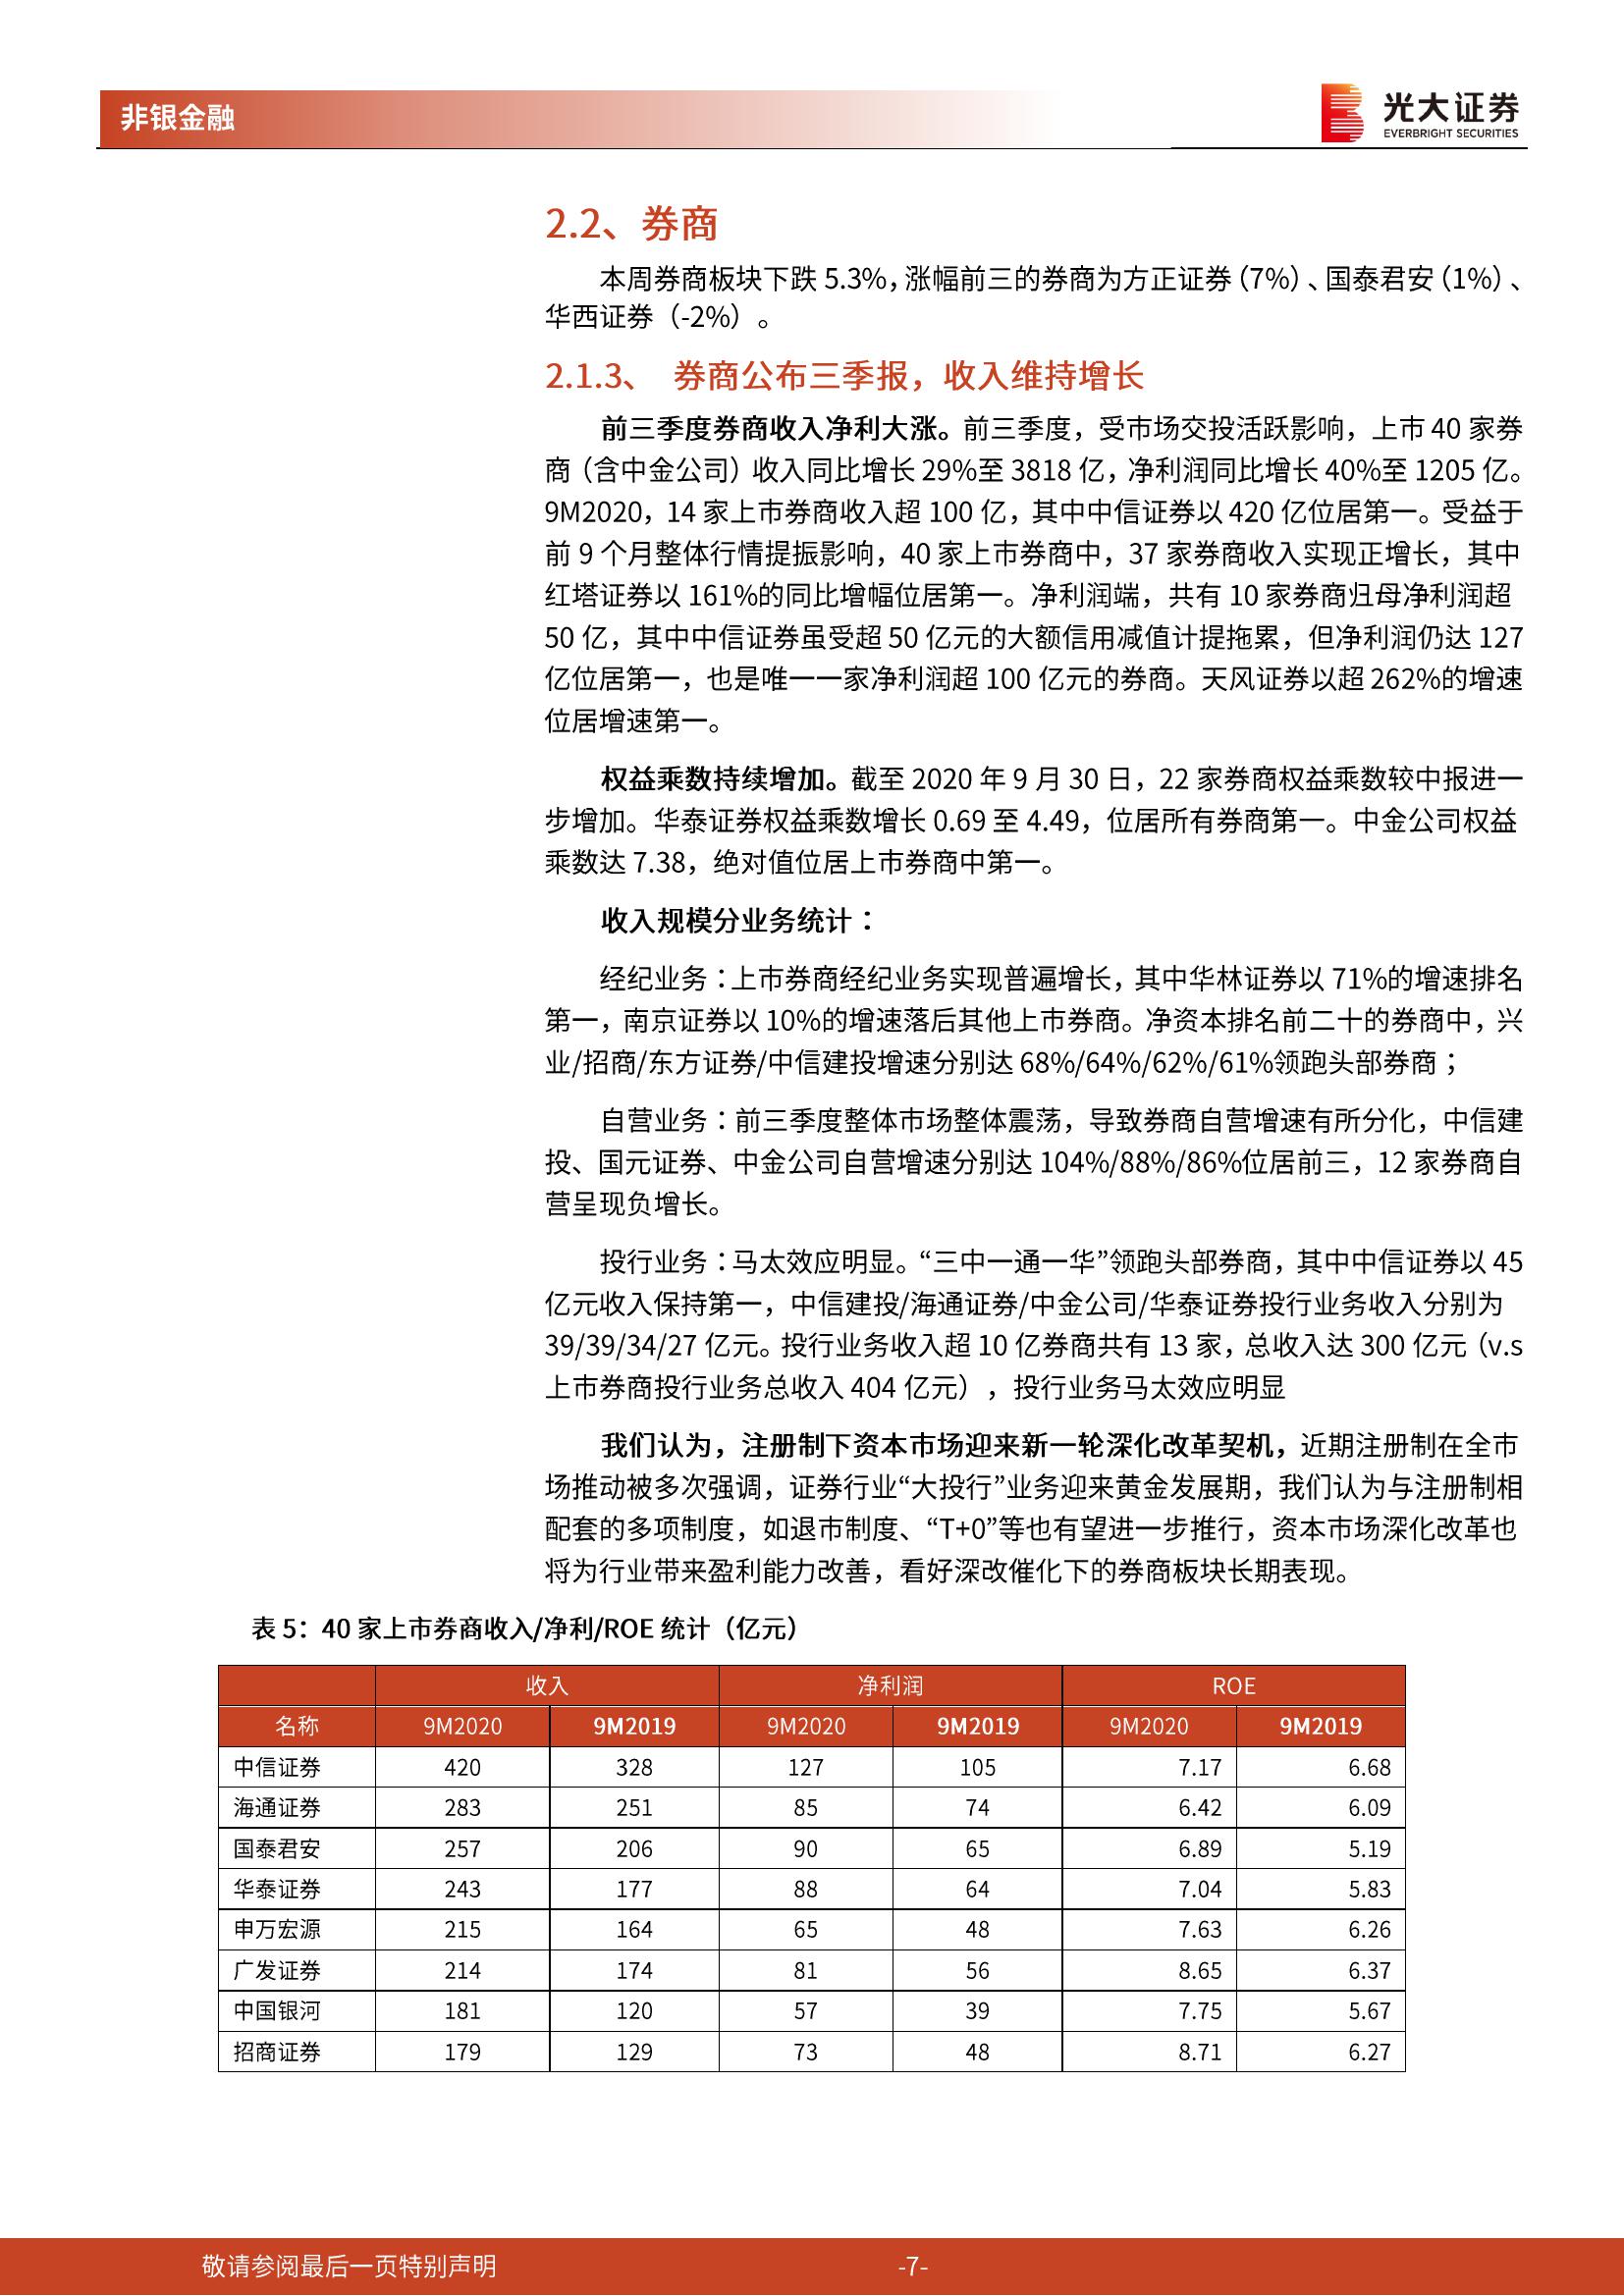 非银金融
光大证券
EVERBRIGHT SECURITIES
2.2、券商
本周券商板块下跌 5.3%，涨幅前三的券商为方正证券（7%）、国泰君安（1%）、
华西证券（-2%）。
2.1.3、 券商公布三季报，收入维持增长
前三季度券商收入净利大涨。前三季度，受市场交投活跃影响，上市 40 家券
商（含中金公司）收入同比增长 29%至 3818 亿，净利润同比增长 40%至 1205 亿。
9M2020，14 家上市券商收入超 100 亿，其中中信证券以 420 亿位居第一。受益于
前 9 个月整体行情提振影响，40 家上市券商中，37 家券商收入实现正增长，其中
红塔证券以 161%的同比增幅位居第一。净利润端，共有 10 家券商归母净利润超
50 亿，其中中信证券虽受超 50 亿元的大额信用减值计提拖累，但净利润仍达 127
亿位居第一，也是唯一一家净利润超 100 亿元的券商。天风证券以超 262%的增速
位居增速第一。
权益乘数持续增加。截至 2020 年 9 月 30 日，22 家券商权益乘数较中报进一
步增加。华泰证券权益乘数增长 0.69 至 4.49，位居所有券商第一。中金公司权益
乘数达 7.38，绝对值位居上市券商中第一。
收入规模分业务统计：
经纪业务：上市券商经纪业务实现普遍增长，其中华林证券以 71%的增速排名
第一，南京证券以 10%的增速落后其他上市券商。净资本排名前二十的券商中，兴
业/招商/东方证券/中信建投增速分别达 68%/64%/62%/61%领跑头部券商；
自营业务：前三季度整体市场整体震荡，导致券商自营增速有所分化，中信建
投、国元证券、中金公司自营增速分别达 104%/88%/86%位居前三，12 家券商自
营呈现负增长。
投行业务：马太效应明显。“三中一通一华”领跑头部券商，其中中信证券以 45
亿元收入保持第一，中信建投/海通证券/中金公司/华泰证券投行业务收入分别为
39/39/34/27 亿元。投行业务收入超 10 亿券商共有 13 家，总收入达 300 亿元（v.s
上市券商投行业务总收入 404 亿元），投行业务马太效应明显
我们认为，注册制下资本市场迎来新一轮深化改革契机，近期注册制在全市
场推动被多次强调，证券行业“大投行”业务迎来黄金发展期，我们认为与注册制相
配套的多项制度，如退市制度、“T+0”等也有望进一步推行，资本市场深化改革也
将为行业带来盈利能力改善，看好深改催化下的券商板块长期表现。
表 5：40 家上市券商收入/净利/ROE 统计（亿元）
收入 净利润 ROE
名称 9M2020 9M2019 9M2020 9M2019 9M2020 9M2019
中信证券 420 328 127 105 7.17 6.68
海通证券 283 251 85 74 6.42 6.09
国泰君安 257 206 90 65 6.89 5.19
华泰证券 243 177 88 64 7.04 5.83
申万宏源 215 164 65 48 7.63 6.26
广发证券 214 174 81 56 8.65 6.37
中国银河 181 120 57 39 7.75 5.67
招商证券 179 129 73 48 8.71 6.27
敬请参阅最后一页特别声明 -7-